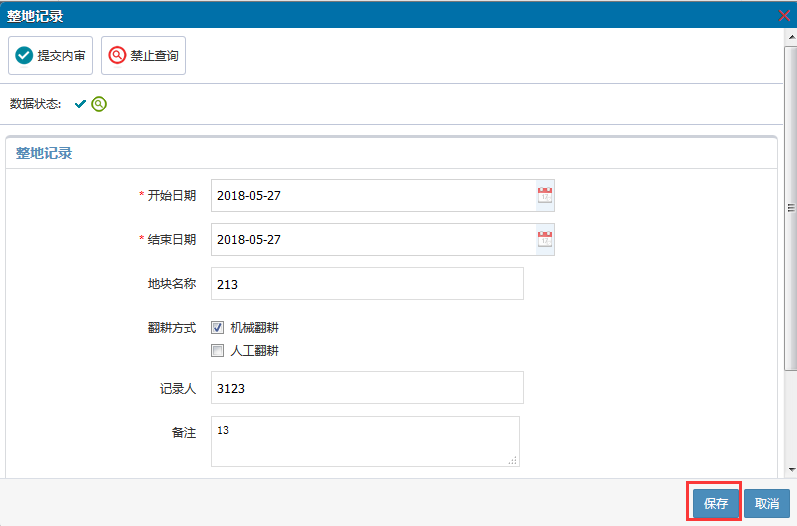 整地记录
提交内审 禁止查询
数据状态:
整地记录
* 开始日期 2018-05-27
* 结束日期 2018-05-27
地块名称 213
翻耕方式 机械翻耕
人工翻耕
记录人 3123
备注 13
保存 取消